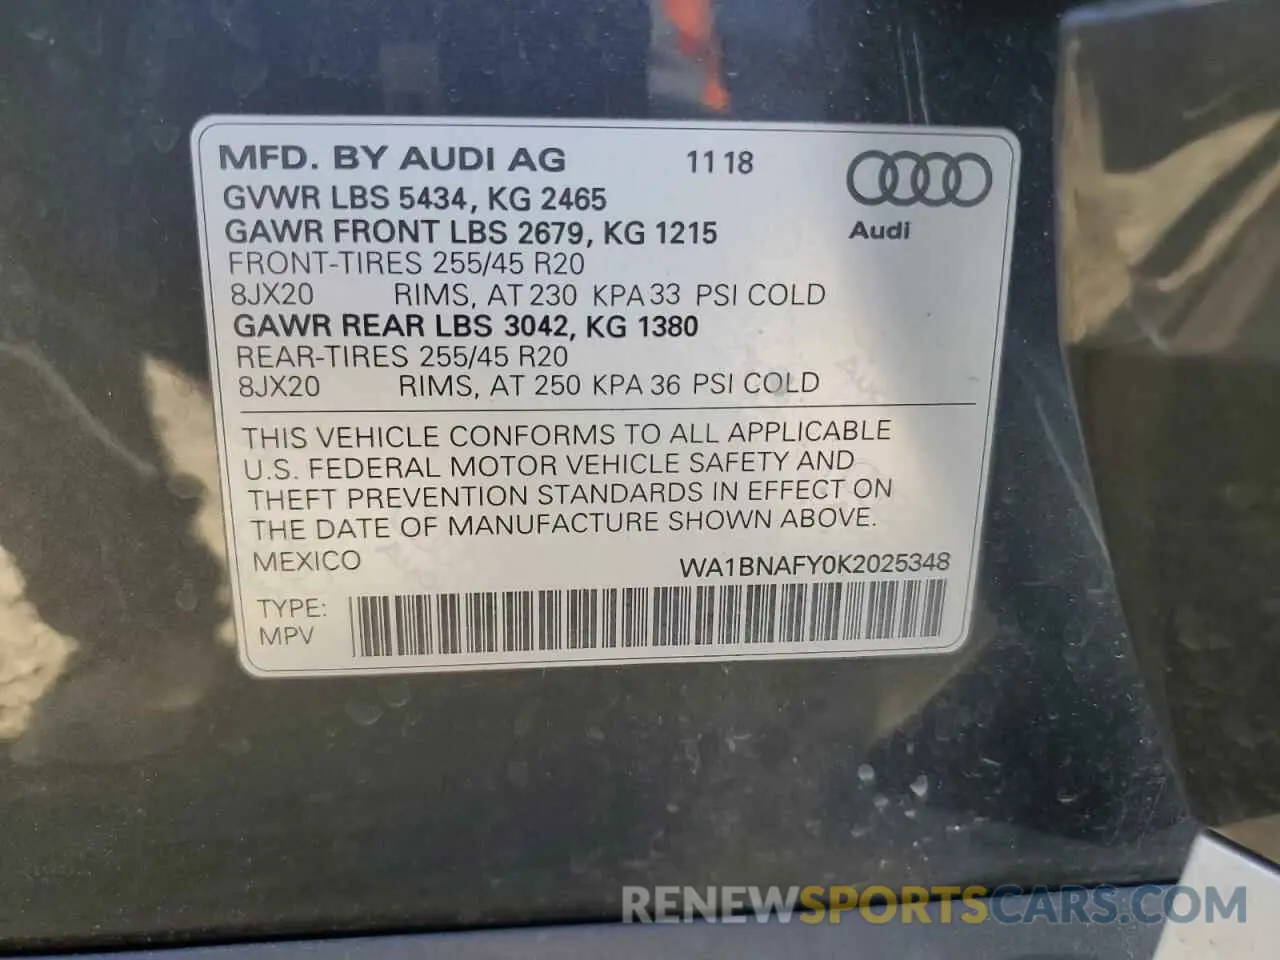 MFD. BY AUDI AG 11 18
GVWR LBS 5434, KG 2465
GAWR FRONT LBS 2679, KG 1215
Audi
FRONT-TIRES 255/45 R20
8JX20 RIMS, AT 230 KPA 33 PSI COLD
GAWR REAR LBS 3042, KG 1380
REAR-TIRES 255/45 R20
8JX20 RIMS, AT 250 KPA 36 PSI COLD
THIS VEHICLE CONFORMS TO ALL APPLICABLE
U.S. FEDERAL MOTOR VEHICLE SAFETY AND
THEFT PREVENTION STANDARDS IN EFFECT ON
THE DATE OF MANUFACTURE SHOWN ABOVE.
MEXICO WA1BNAFY0K2025348
TYPE:
MPV
RENEWSPORTSCARS.COM